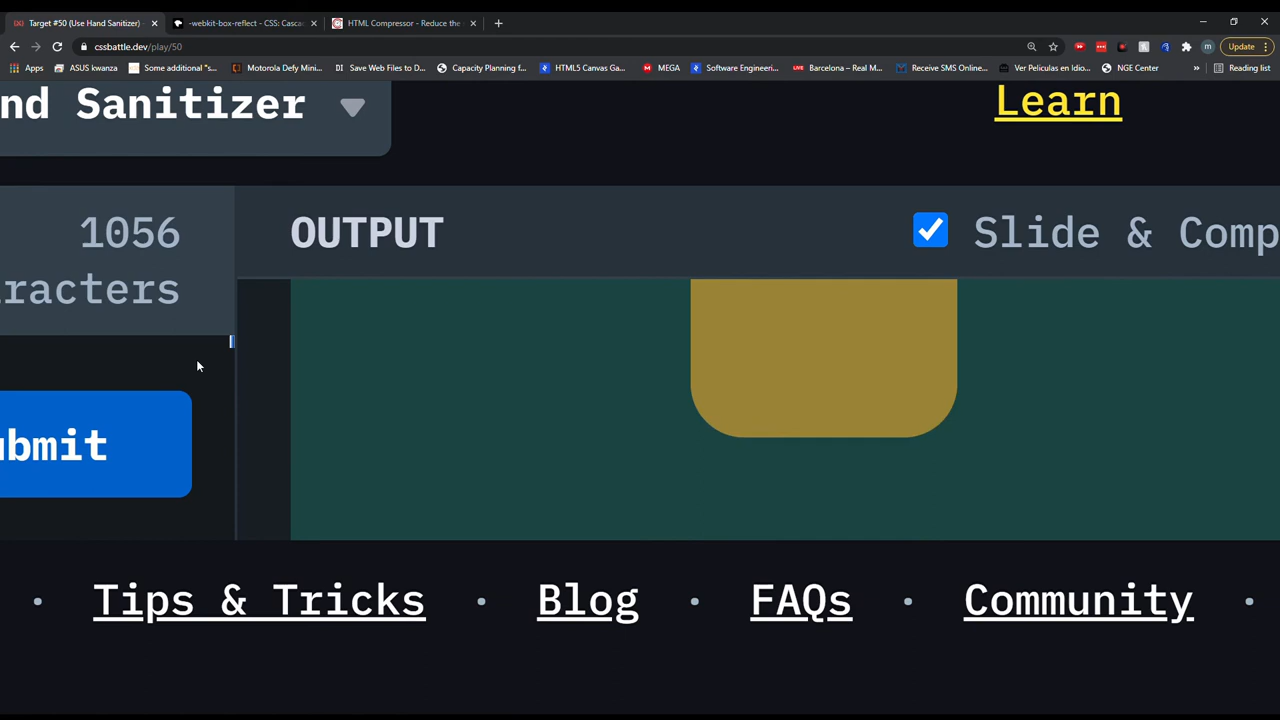 Target #50 (Use Hand Sanitizer)
-webkit-box-reflect - CSS: Casca
HTML Compressor - Reduce the s
cssbattle.dev/play/50
m
Update
Apps
ASUS kwanza
Some additional "s...
Motorola Defy Mini...
Save Web Files to D...
Capacity Planning f...
HTML5 Canvas Ga...
MEGA
Software Engineeri...
LIVE
Barcelona – Real M...
Receive SMS Online...
Ver Peliculas en Idio...
NGE Center
»
Reading list
nd Sanitizer
Learn
1056
racters
OUTPUT
Slide & Comp
ubmit
• Tips & Tricks • Blog • FAQs • Community •